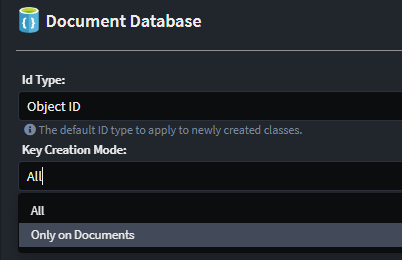 Document Database
Id Type:
Object ID
The default ID type to apply to newly created classes.
Key Creation Mode:
All
All
Only on Documents